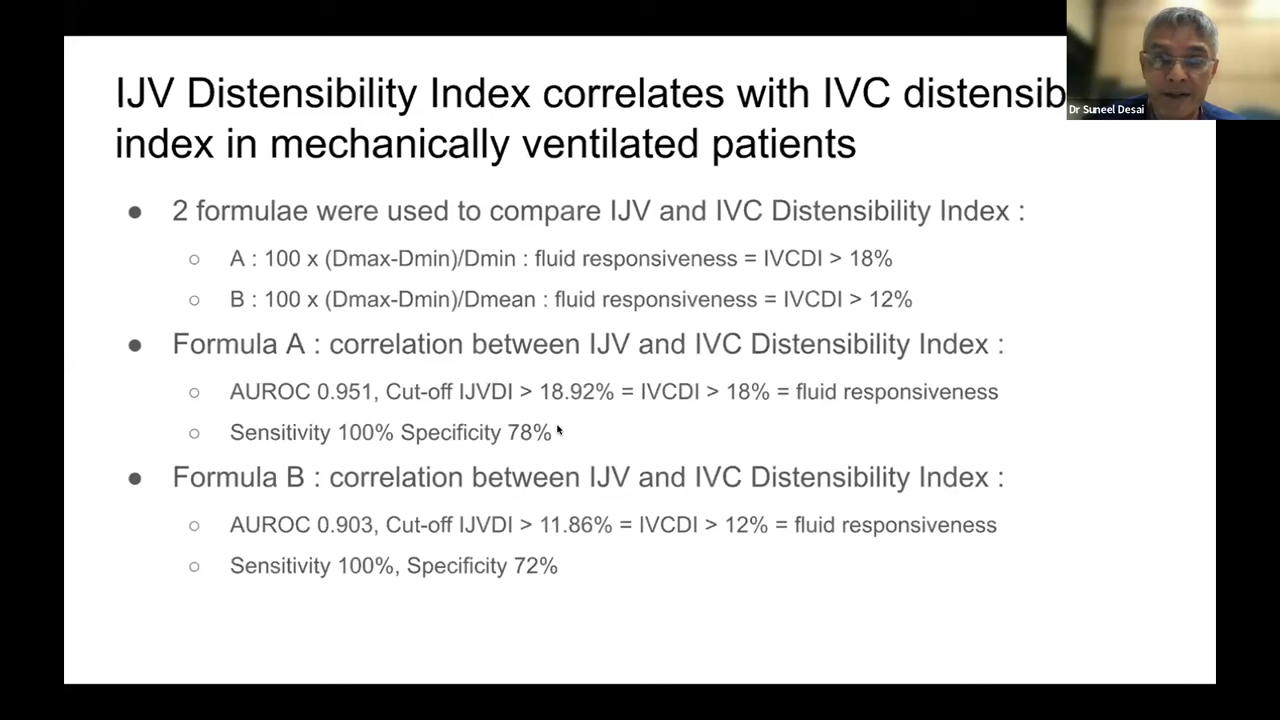 IJV Distensibility Index correlates with IVC
index in mechanically ventilated patients
Dr Suneel Desai
● 2 formulae were used to compare IJV and IVC Distensibility Index :
○ A : 100 x (Dmax-Dmin)/Dmin : fluid responsiveness = IVCDI > 18%
○ B : 100 x (Dmax-Dmin)/Dmean : fluid responsiveness = IVCDI > 12%
● Formula A : correlation between IJV and IVC Distensibility Index :
○ AUROC 0.951, Cut-off IJVDI > 18.92% = IVCDI > 18% = fluid responsiveness
○ Sensitivity 100% Specificity 78%
● Formula B : correlation between IJV and IVC Distensibility Index :
○ AUROC 0.903, Cut-off IJVDI > 11.86% = IVCDI > 12% = fluid responsiveness
○ Sensitivity 100%, Specificity 72%